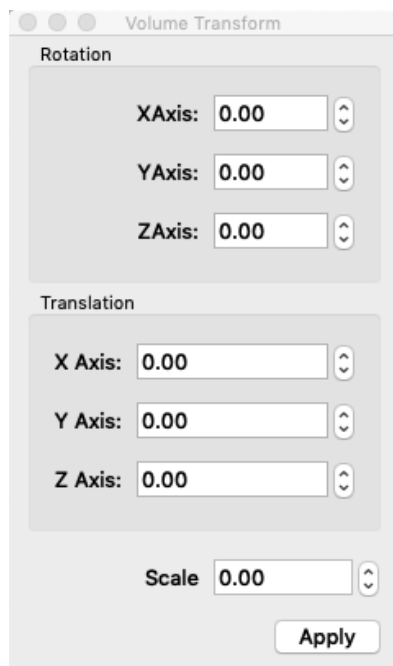 Volume Transform
Rotation
XAxis: 0.00
YAxis: 0.00
ZAxis: 0.00
Translation
X Axis: 0.00
Y Axis: 0.00
Z Axis: 0.00
Scale 0.00
Apply